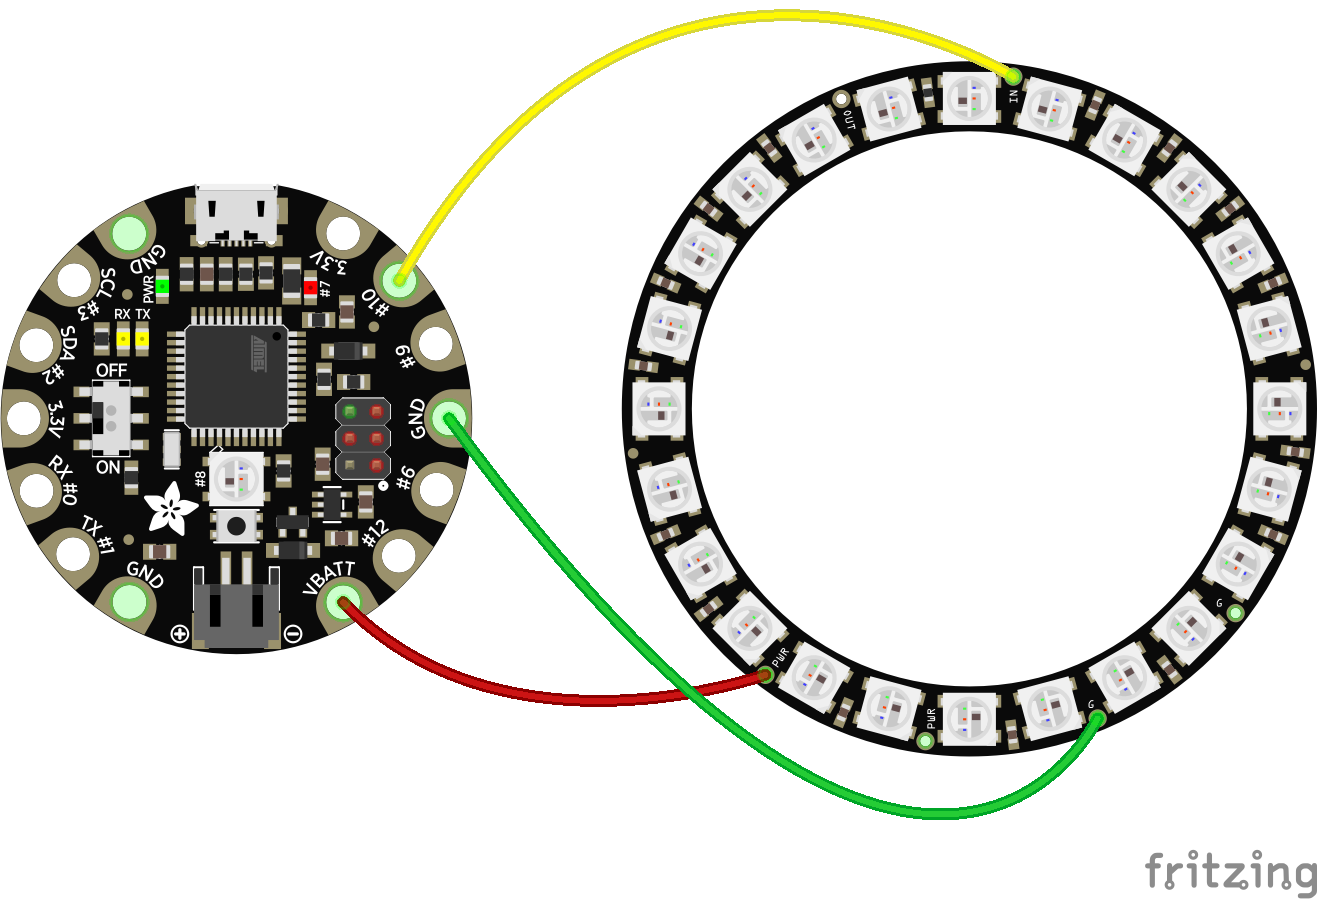 GND
SCL
#3
SDA
#2
3.3V
RX #0
TX #1
GND
PWR
RX TX
OFF
ON
#8
ATMEL
#7
3.3V
#10
#9
GND
#6
#12
VBATT
+
-
IN
OUT
PWR
PWR
G
G
fritzing